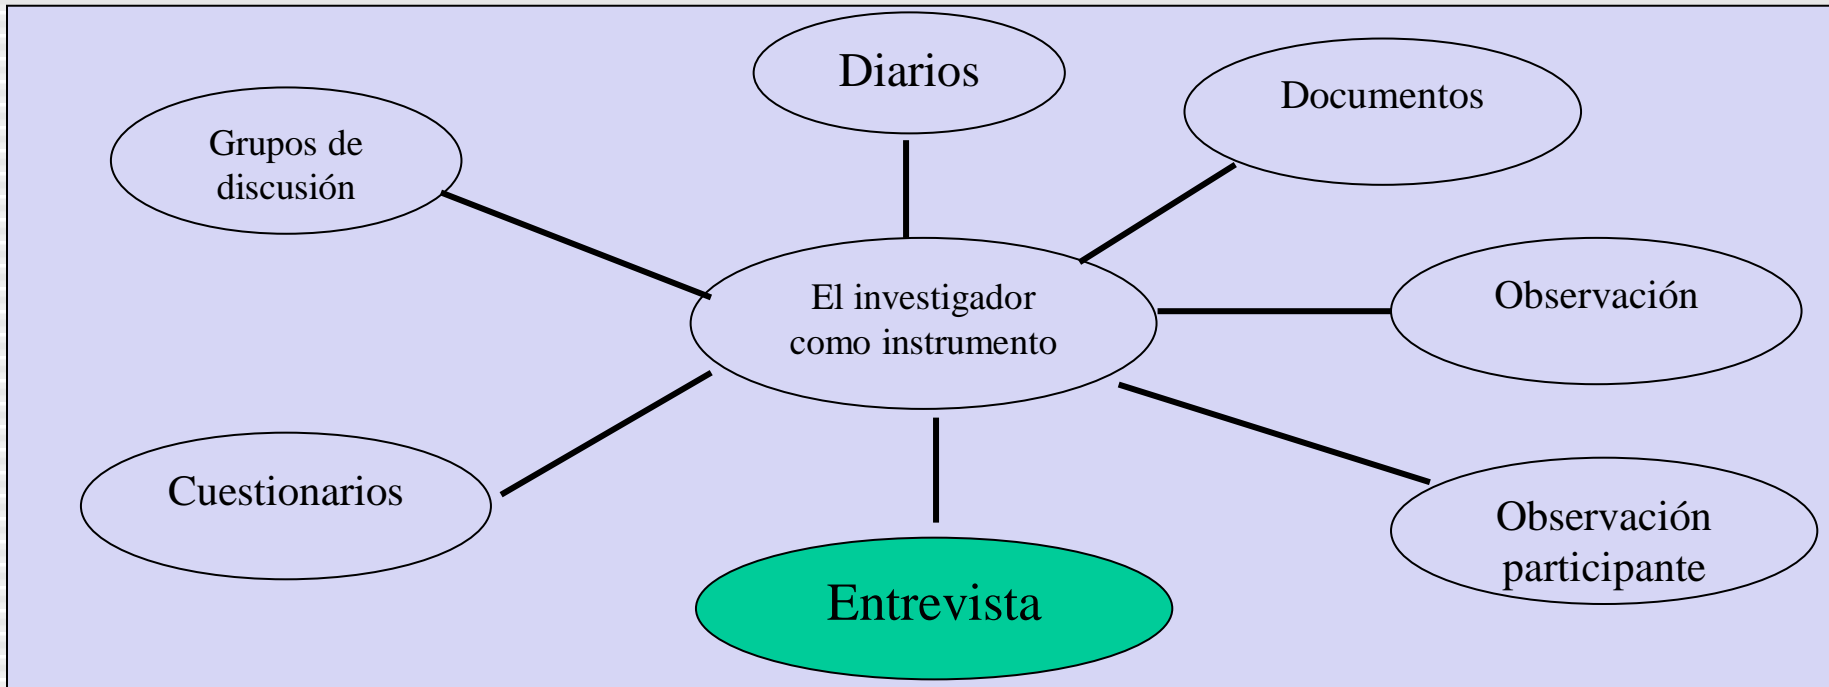 Diarios
Documentos
Grupos de
discusión
El investigador
como instrumento
Observación
Cuestionarios
Observación
participante
Entrevista